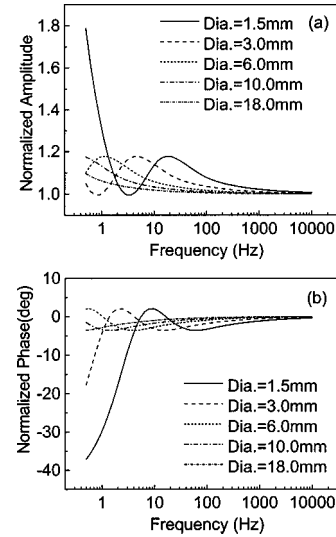 (a)
Dia.=1.5mm
Dia.=3.0mm
Dia.=6.0mm
Dia.=10.0mm
Dia.=18.0mm
Normalized Amplitude
1.8
1.6
1.4
1.2
1.0
1
10
100
1000
10000
Frequency (Hz)
(b)
Normalized Phase(deg)
10
0
-10
-20
-30
-40
Dia.=1.5mm
Dia.=3.0mm
Dia.=6.0mm
Dia.=10.0mm
Dia.=18.0mm
1
10
100
1000
10000
Frequency (Hz)